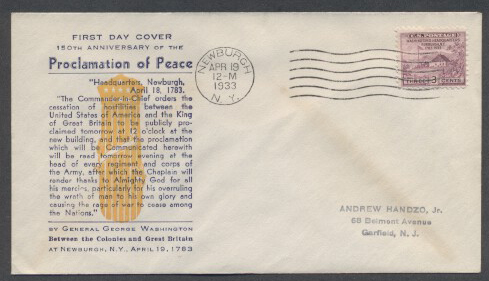 FIRST DAY COVER
150TH ANNIVERSARY OF THE
Proclamation of Peace
"Headquarters, Newburgh,
April 18, 1783.
"The Commander-in-Chief orders the
cessation of hostilities between the
United States of America and the King
of Great Britain to be publicly pro-
claimed tomorrow at 12 o'clock at the
new building, and that the proclamation
which will be communicated herewith
will be read tomorrow evening at the
head of every regiment and corps of
the Army, after which the Chaplain will
render thanks to Almighty God for all
his mercies, particularly for his overruling
the wrath of man to his own glory and
causing the rage of war to cease among
the Nations."
BY GENERAL GEORGE WASHINGTON
Between the Colonies and Great Britain
AT NEWBURGH, N.Y., APRIL 19, 1783
NEWBURGH
APR 19
12-M
1933
N.Y.
U.S. POSTAGE
WASHINGTON'S HEADQUARTERS
3 CENTS
ANDREW HANDZO, Jr.
68 Belmont Avenue
Garfield, N. J.